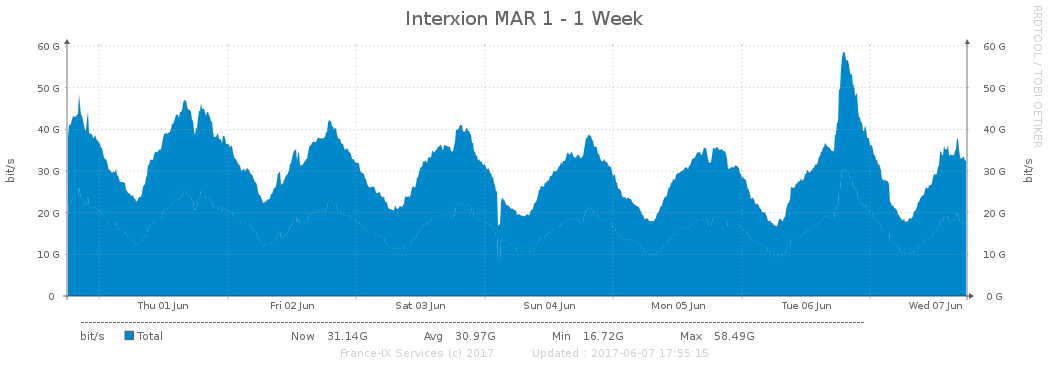 Interxion MAR 1 - 1 Week
RRDTOOL / TOBI OETIKER
bit/s
60 G
50 G
40 G
30 G
20 G
10 G
0
60 G
50 G
40 G
30 G
20 G
10 G
0 G
bit/s
Thu 01 Jun Fri 02 Jun Sat 03 Jun Sun 04 Jun Mon 05 Jun Tue 06 Jun Wed 07 Jun
bit/s Total Now 31.14G Avg 30.97G Min 16.72G Max 58.49G
France-IX Services (c) 2017 Updated : 2017-06-07 17:55:15